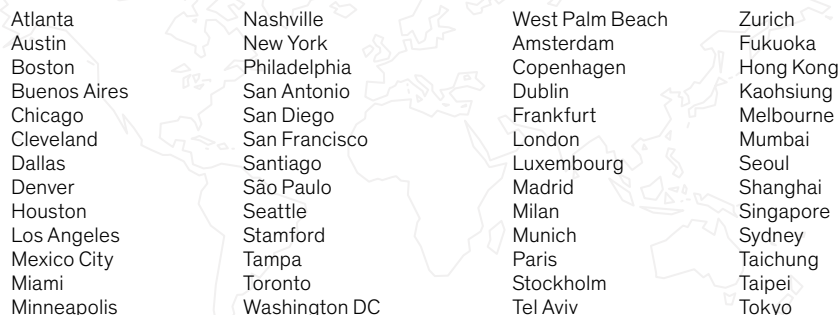 Atlanta
Austin
Boston
Buenos Aires
Chicago
Cleveland
Dallas
Denver
Houston
Los Angeles
Mexico City
Miami
Minneapolis
Nashville
New York
Philadelphia
San Antonio
San Diego
San Francisco
Santiago
São Paulo
Seattle
Stamford
Tampa
Toronto
Washington DC
West Palm Beach
Amsterdam
Copenhagen
Dublin
Frankfurt
London
Luxembourg
Madrid
Milan
Munich
Paris
Stockholm
Tel Aviv
Zurich
Fukuoka
Hong Kong
Kaohsiung
Melbourne
Mumbai
Seoul
Shanghai
Singapore
Sydney
Taichung
Taipei
Tokyo